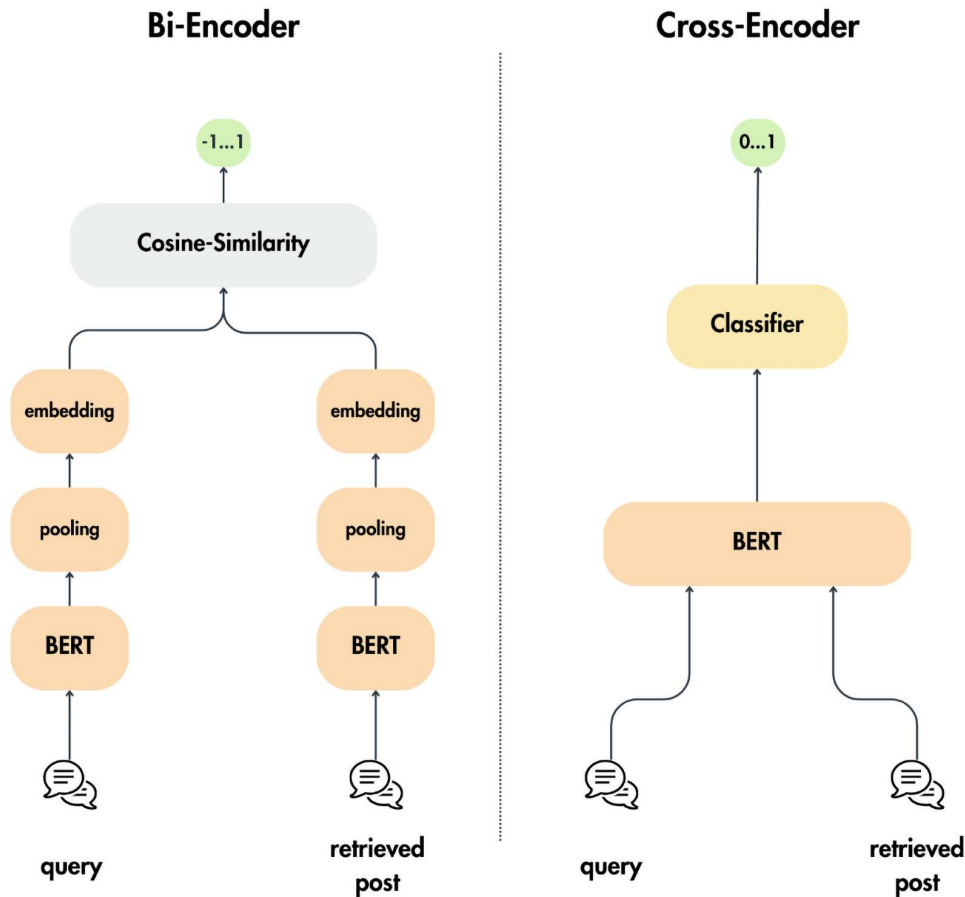 Bi-Encoder
-1...1
Cosine-Similarity
embedding
embedding
pooling
pooling
BERT
BERT
query
retrieved
post
Cross-Encoder
0...1
Classifier
BERT
query
retrieved
post